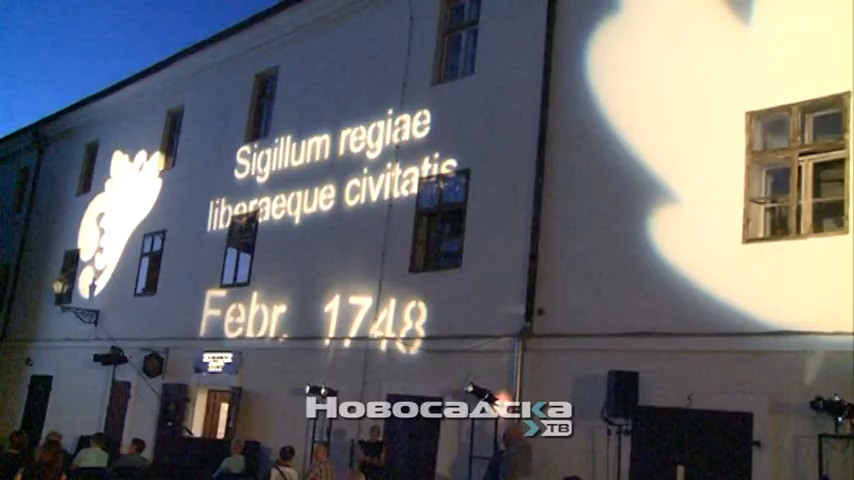 Sigillum regiae
liberaeque civitatis
Febr. 1748
Новосадска
ТВ